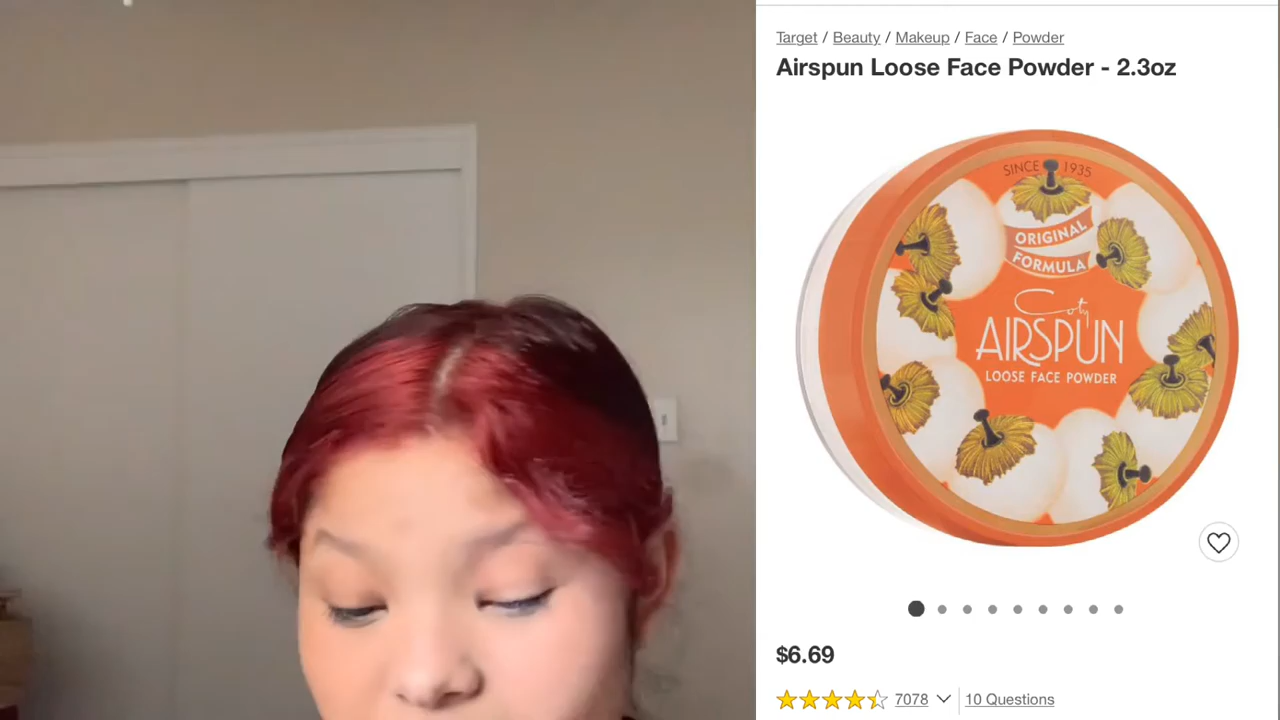 Target / Beauty / Makeup / Face / Powder
Airspun Loose Face Powder - 2.3oz
SINCE 1935
ORIGINAL
FORMULA
Coty
AIRSPUN
LOOSE FACE POWDER
$6.69
7078 10 Questions